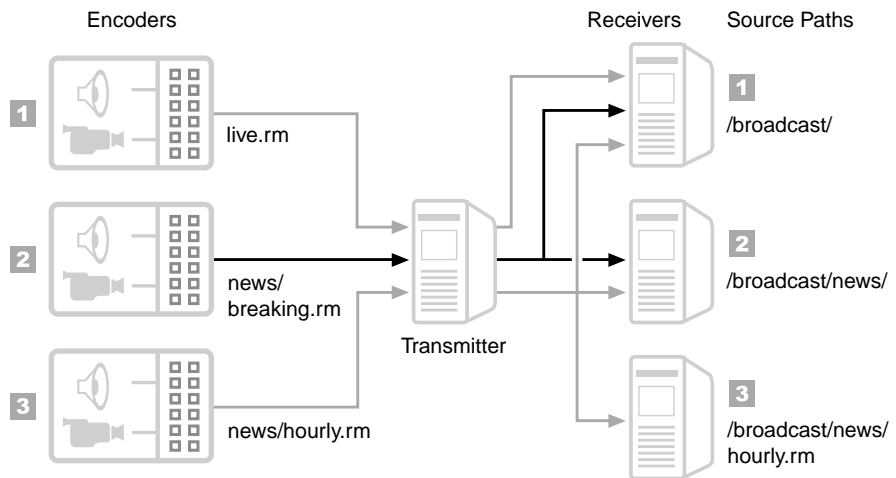 Encoders
Receivers
Source Paths
1
live.rm
1
/broadcast/
2
news/
breaking.rm
Transmitter
2
/broadcast/news/
3
news/hourly.rm
3
/broadcast/news/
hourly.rm